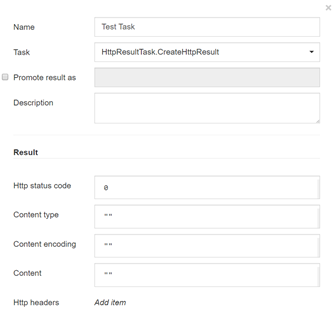 ×
Name Test Task
Task HttpResultTask.CreateHttpResult
Promote result as
Description
Result
Http status code 0
Content type ""
Content encoding ""
Content ""
Http headers Add item